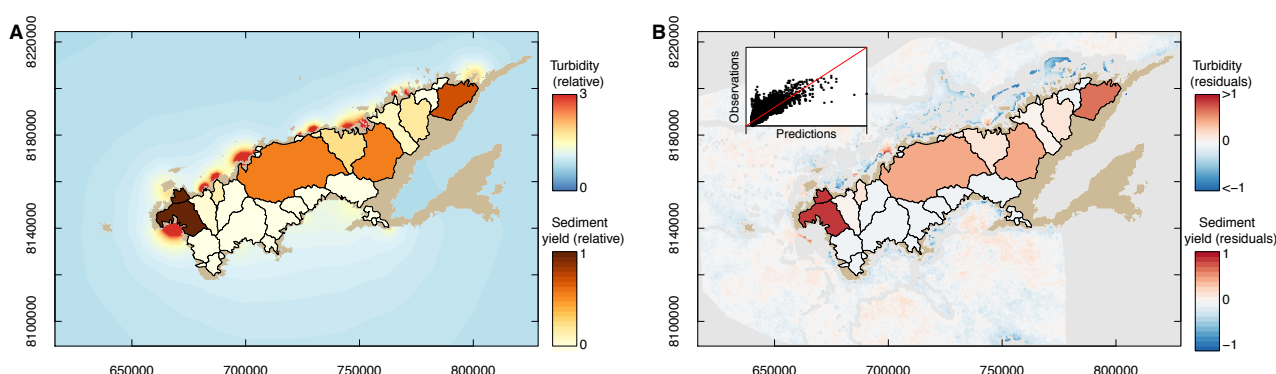 A
8220000
8180000
8140000
8100000
650000 700000 750000 800000
Turbidity
(relative)
3
0
Sediment
yield (relative)
1
0
B
8220000
8180000
8140000
8100000
650000 700000 750000 800000
Observations
Predictions
Turbidity
(residuals)
>1
0
<−1
Sediment
yield (residuals)
1
0
−1